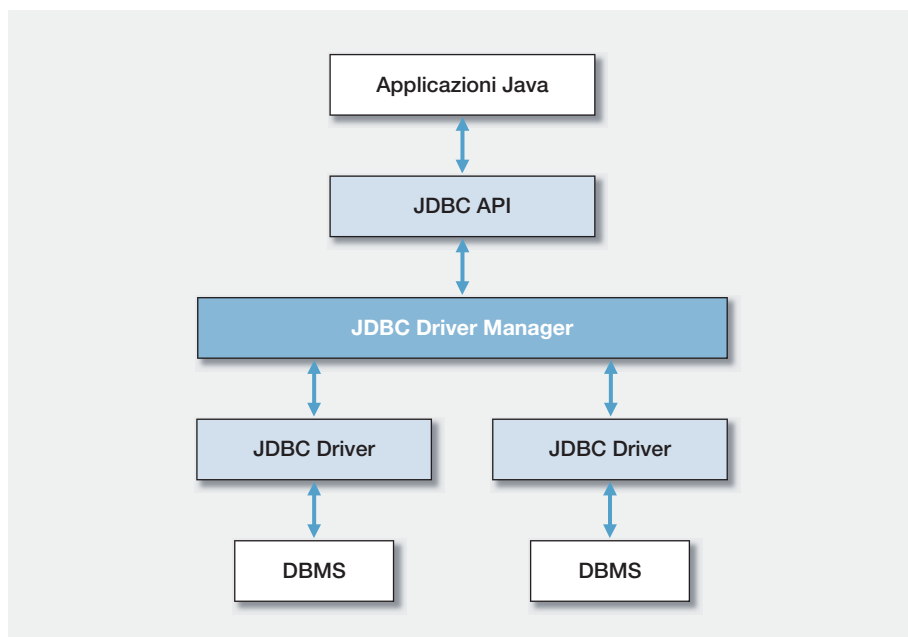 Applicazioni Java
JDBC API
JDBC Driver Manager
JDBC Driver
JDBC Driver
DBMS
DBMS